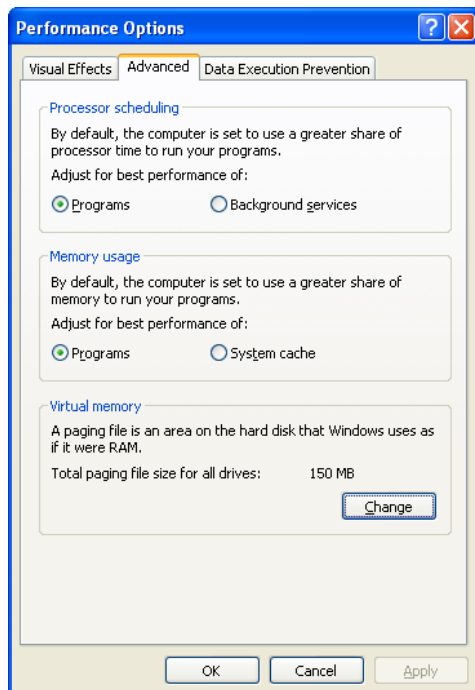 Performance Options
Visual Effects Advanced Data Execution Prevention
Processor scheduling
By default, the computer is set to use a greater share of
processor time to run your programs.
Adjust for best performance of:
Programs Background services
Memory usage
By default, the computer is set to use a greater share of
memory to run your programs.
Adjust for best performance of:
Programs System cache
Virtual memory
A paging file is an area on the hard disk that Windows uses as
if it were RAM.
Total paging file size for all drives: 150 MB
Change
OK Cancel Apply